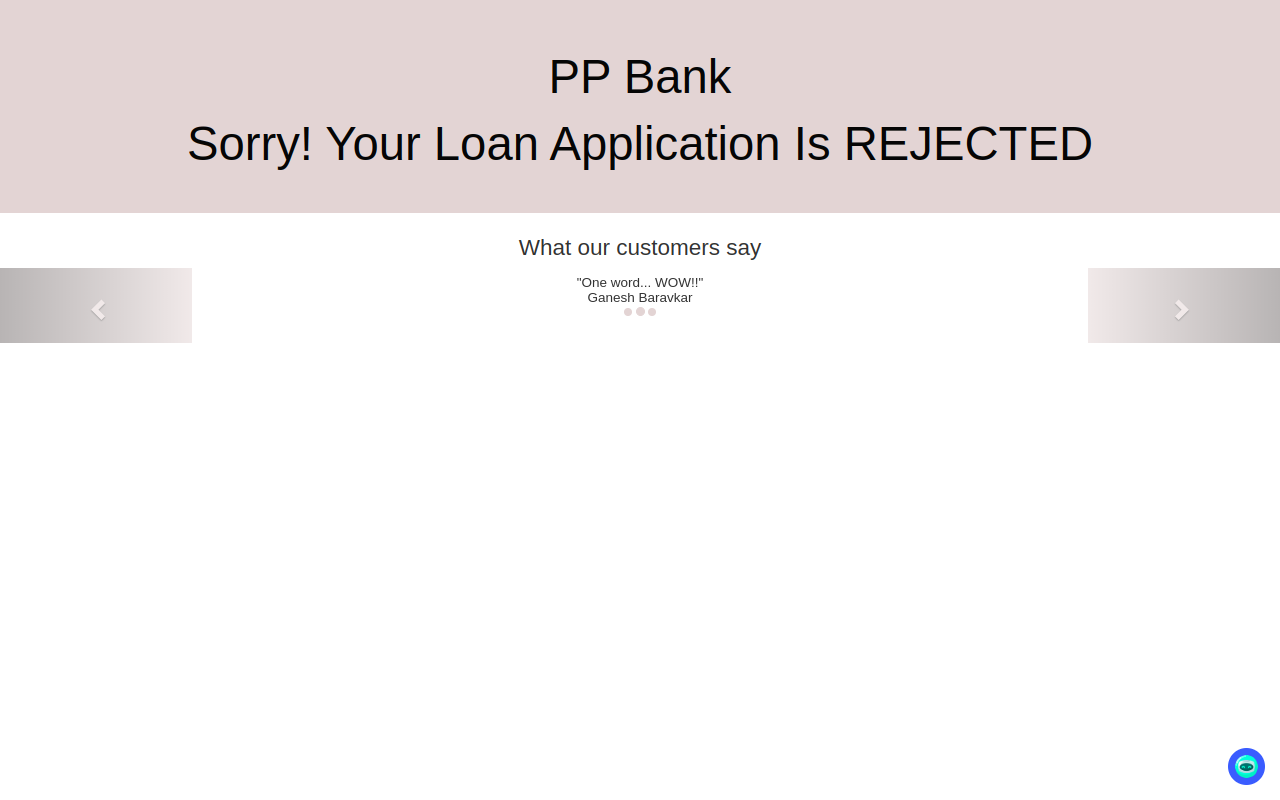 PP Bank
Sorry! Your Loan Application Is REJECTED
What our customers say
"One word... WOW!!"
Ganesh Baravkar